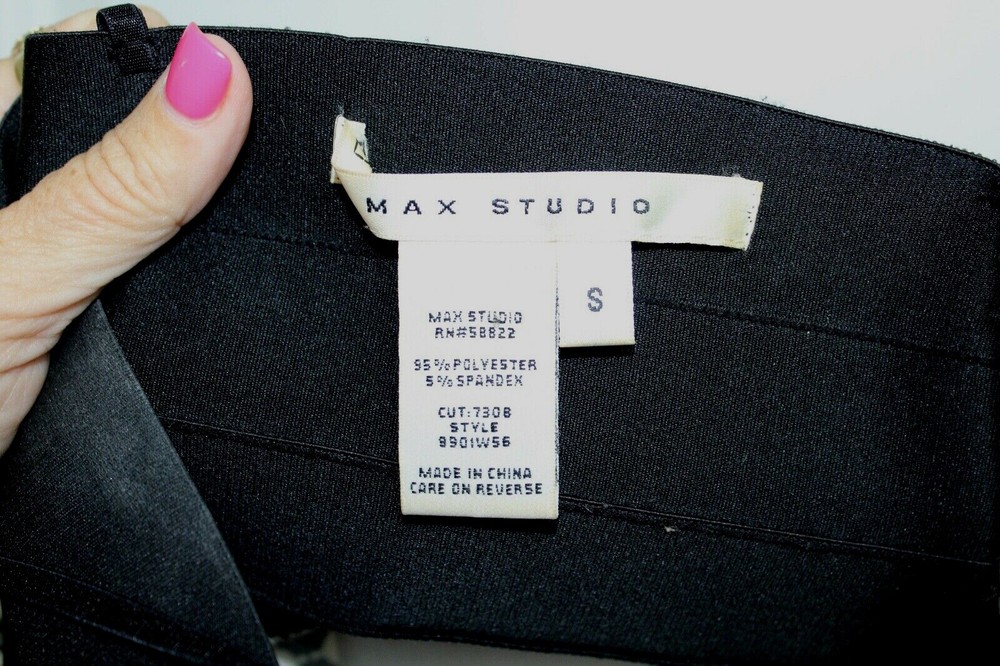 MAX STUDIO
S
MAX STUDIO
RN#58822
95%POLYESTER
5%SPANDEX
CUT:7308
STYLE
9901W56
MADE IN CHINA
CARE ON REVERSE